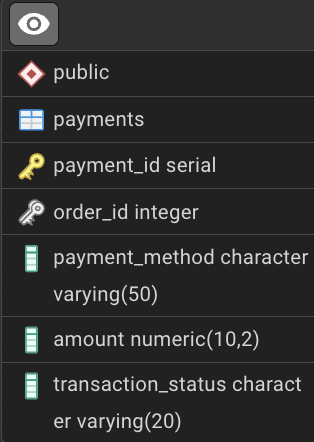 public
payments
payment_id serial
order_id integer
payment_method character
varying(50)
amount numeric(10,2)
transaction_status charact
er varying(20)